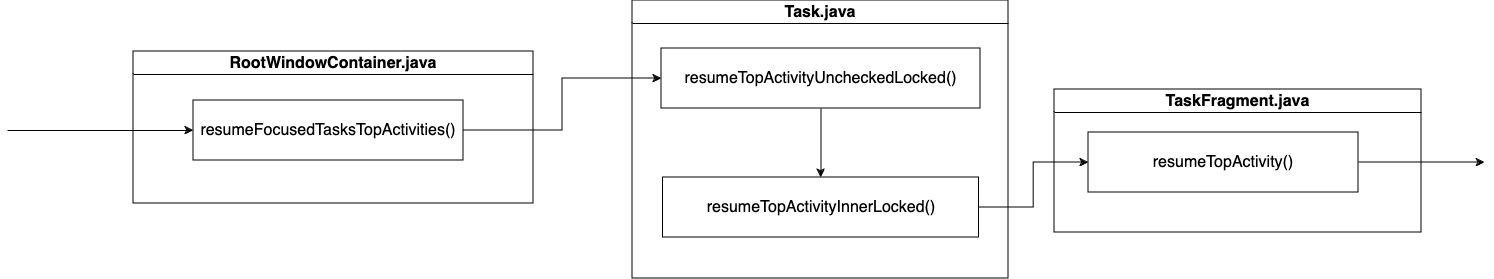 RootWindowContainer.java
resumeFocusedTasksTopActivities()
Task.java
resumeTopActivityUncheckedLocked()
resumeTopActivityInnerLocked()
TaskFragment.java
resumeTopActivity()